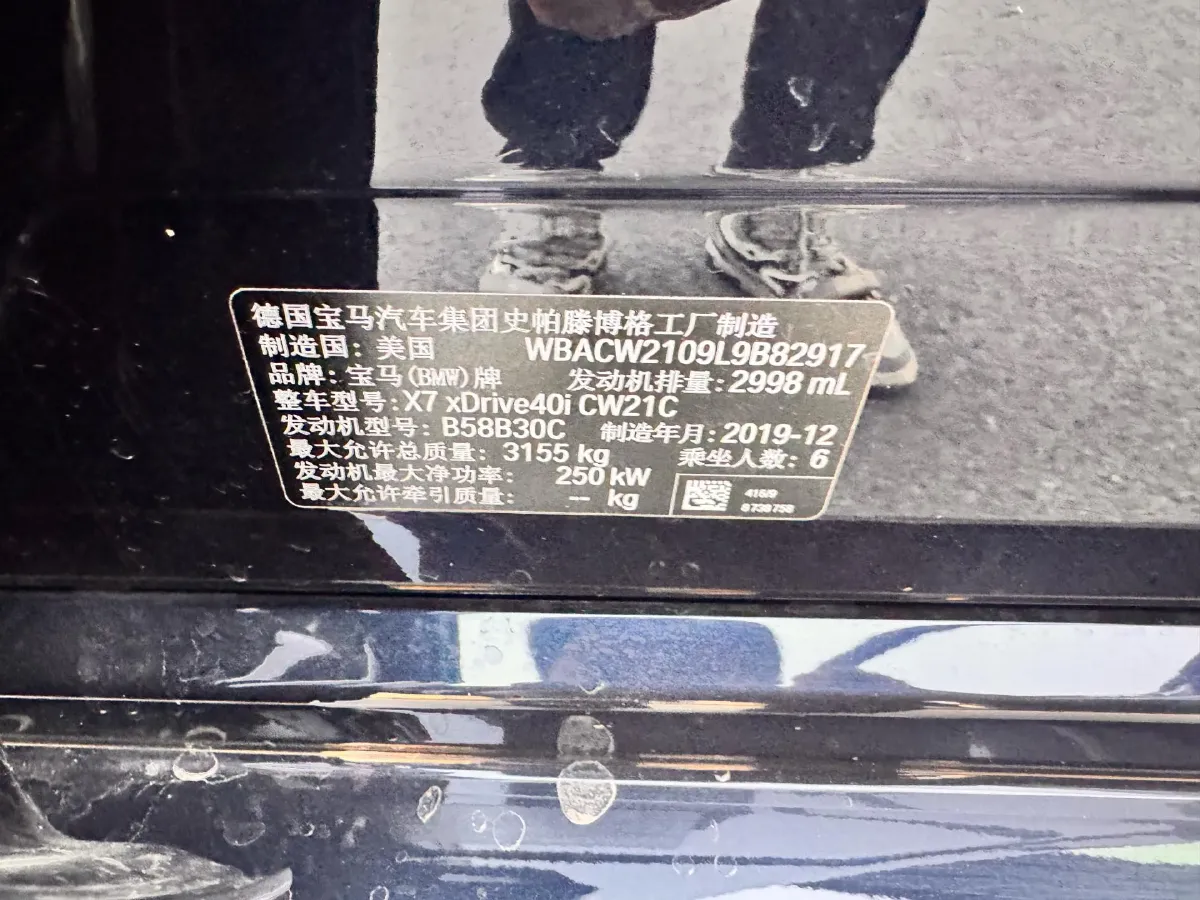 德国宝马汽车集团史帕滕博格工厂制造
制造国：美国 WBACW2109L9B82917
品牌：宝马(BMW)牌 发动机排量：2998 mL
整车型号：X7 xDrive40i CW21C
发动机型号：B58B30C 制造年月：2019-12
最大允许总质量：3155 kg 乘坐人数：6
发动机最大净功率：250 kW
最大允许牵引质量：-- kg
8738758